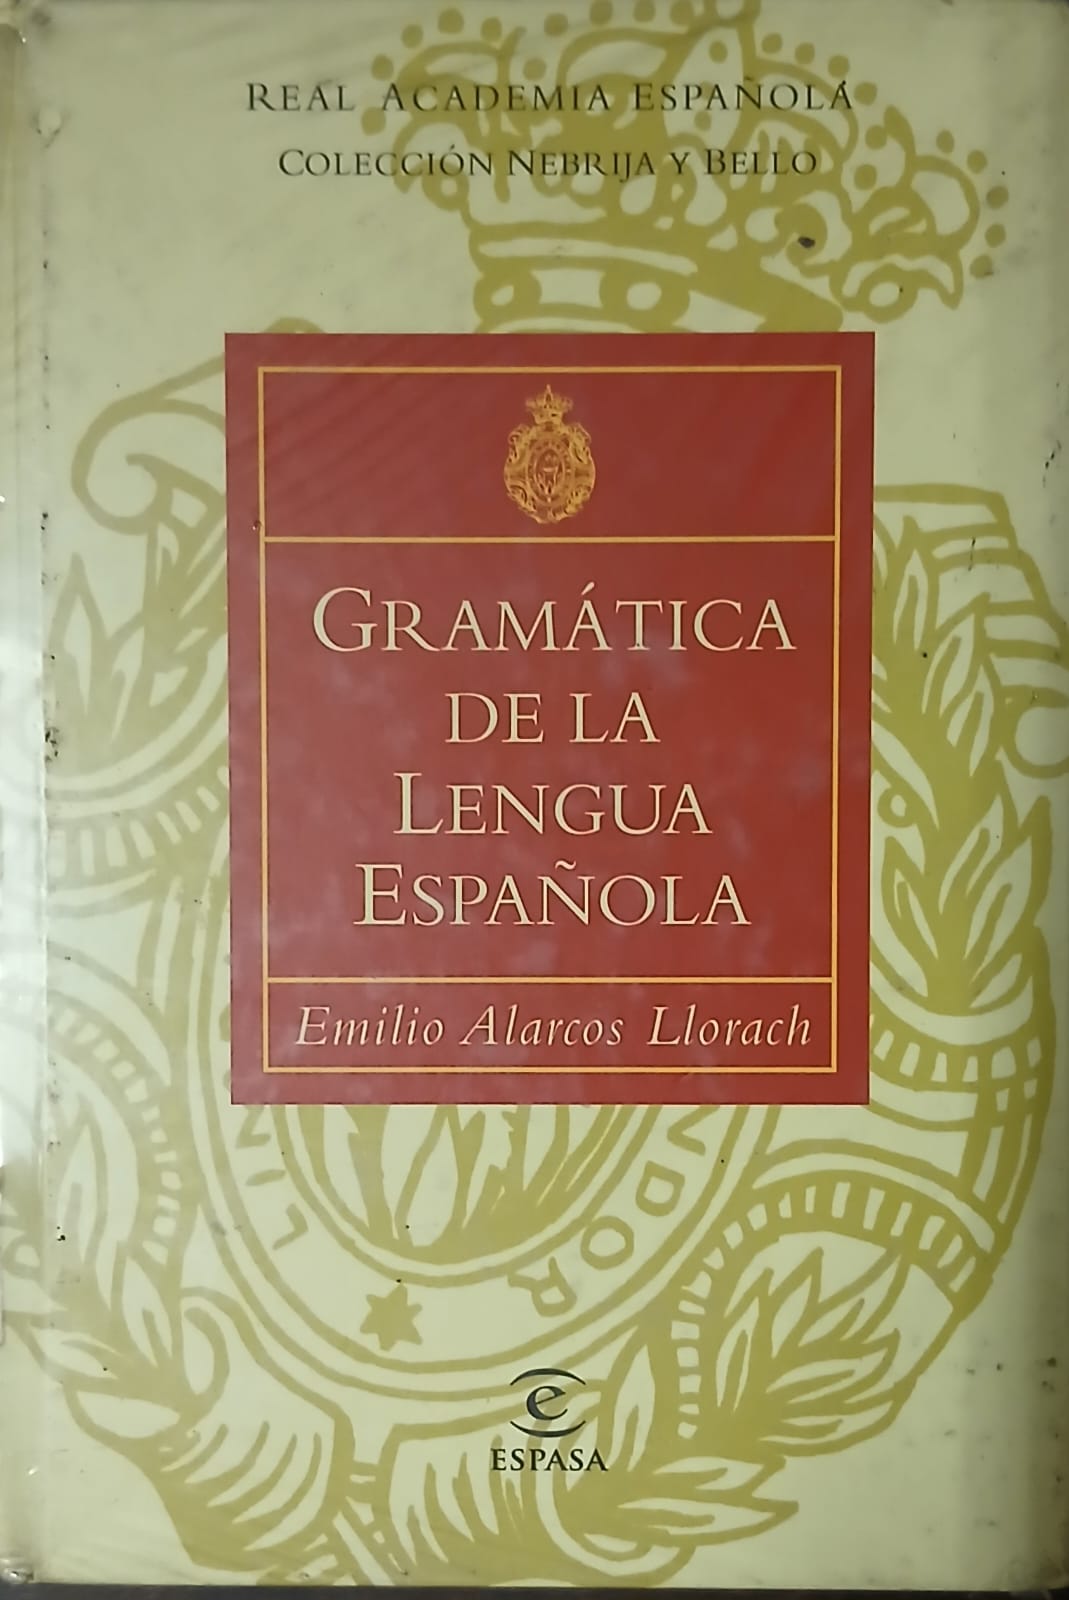 REAL ACADEMIA ESPAÑOLA
COLECCIÓN NEBRIJA Y BELLO
GRAMÁTICA
DE LA
LENGUA
ESPAÑOLA
Emilio Alarcos Llorach
ESPASA